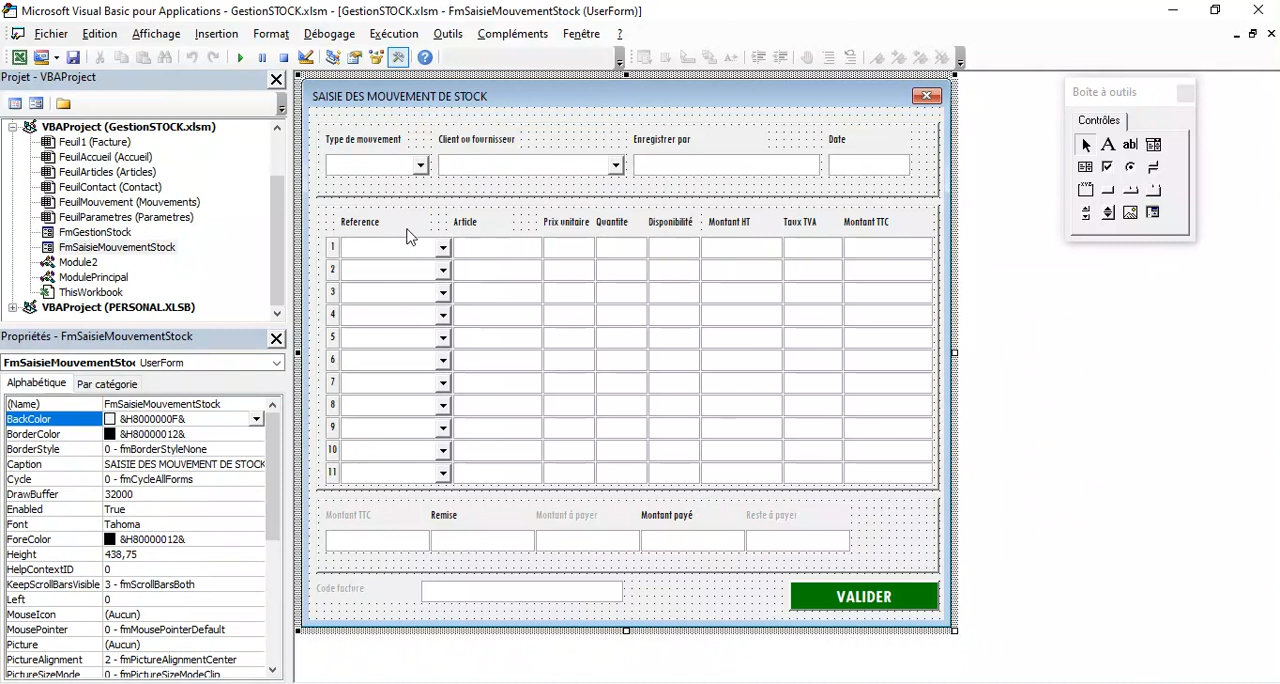 Microsoft Visual Basic pour Applications - GestionSTOCK.xlsm - [GestionSTOCK.xlsm - FmSaisieMouvementStock (UserForm)]
Fichier Edition Affichage Insertion Format Débogage Exécution Outils Compléments Fenêtre ?
Projet - VBAProject
VBAProject (GestionSTOCK.xlsm)
Feuil1 (Facture)
FeuilAccueil (Accueil)
FeuilArticles (Articles)
FeuilContact (Contact)
FeuilMouvement (Mouvements)
FeuilParametres (Parametres)
FmGestionStock
FmSaisieMouvementStock
Module2
ModulePrincipal
ThisWorkbook
VBAProject (PERSONAL.XLSB)
Propriétés - FmSaisieMouvementStock
FmSaisieMouvementStoc UserForm
Alphabétique Par catégorie
(Name) FmSaisieMouvementStock
BackColor &H8000000F&
BorderColor &H80000012&
BorderStyle 0 - fmBorderStyleNone
Caption SAISIE DES MOUVEMENT DE STOCK
Cycle 0 - fmCycleAllForms
DrawBuffer 32000
Enabled True
Font Tahoma
ForeColor &H80000012&
Height 438,75
HelpContextID 0
KeepScrollBarsVisible 3 - fmScrollBarsBoth
Left 0
MouseIcon (Aucun)
MousePointer 0 - fmMousePointerDefault
Picture (Aucun)
PictureAlignment 2 - fmPictureAlignmentCenter
PictureSizeMode 0 - fmPictureSizeModeClip
SAISIE DES MOUVEMENT DE STOCK
Type de mouvement Client ou fornisseur Enregistrer par Date
Reference Article Prix unitaire Quantite Disponibilité Montant HT Taux TVA Montant TTC
1
2
3
4
5
6
7
8
9
10
11
Montant TTC Remise Montant à payer Montant payé Reste à payer
Code facture
VALIDER
Boîte à outils
Contrôles
A ab|